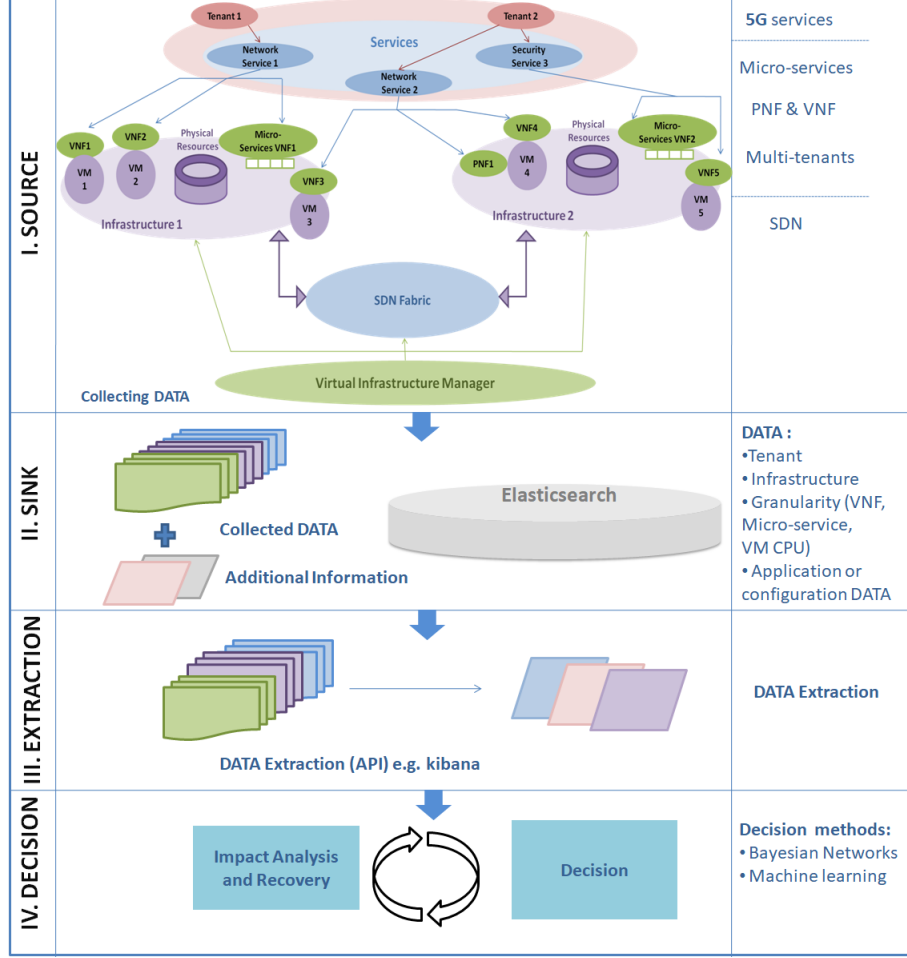 I. SOURCE
Tenant 1
Tenant 2
Services
Network
Service 1
Security
Service 3
Network
Service 2
VNF1
VM
1
VNF2
VM
2
Physical
Resources
Micro-
Services VNF1
VNF3
VM
3
Infrastructure 1
PNF1
VNF4
VM
4
Physical
Resources
Micro-
Services VNF2
VNF5
VM
5
Infrastructure 2
SDN Fabric
Virtual Infrastructure Manager
Collecting DATA
5G services
Micro-services
PNF & VNF
Multi-tenants
SDN
II. SINK
Collected DATA
Additional Information
Elasticsearch
DATA :
•Tenant
• Infrastructure
• Granularity (VNF,
Micro-service,
VM CPU)
• Application or
configuration DATA
III. EXTRACTION
DATA Extraction (API) e.g. kibana
DATA Extraction
IV. DECISION
Impact Analysis
and Recovery
Decision
Decision methods:
• Bayesian Networks
• Machine learning